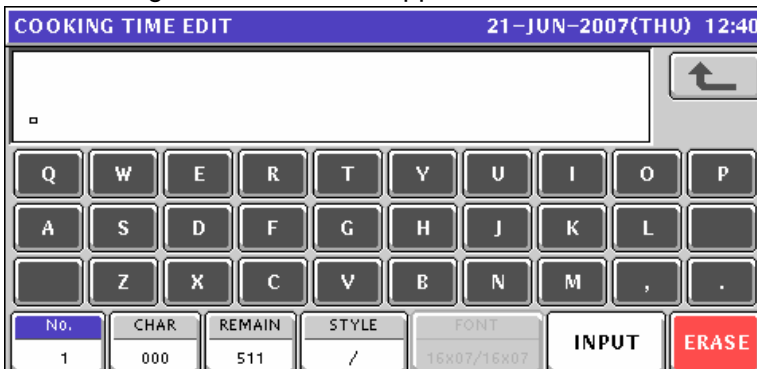 COOKING TIME EDIT 21-JUN-2007(THU) 12:40
Q W E R T Y U I O P
A S D F G H J K L
Z X C V B N M , .
No. CHAR REMAIN STYLE FONT INPUT ERASE
1 000 511 / 16x07/16x07